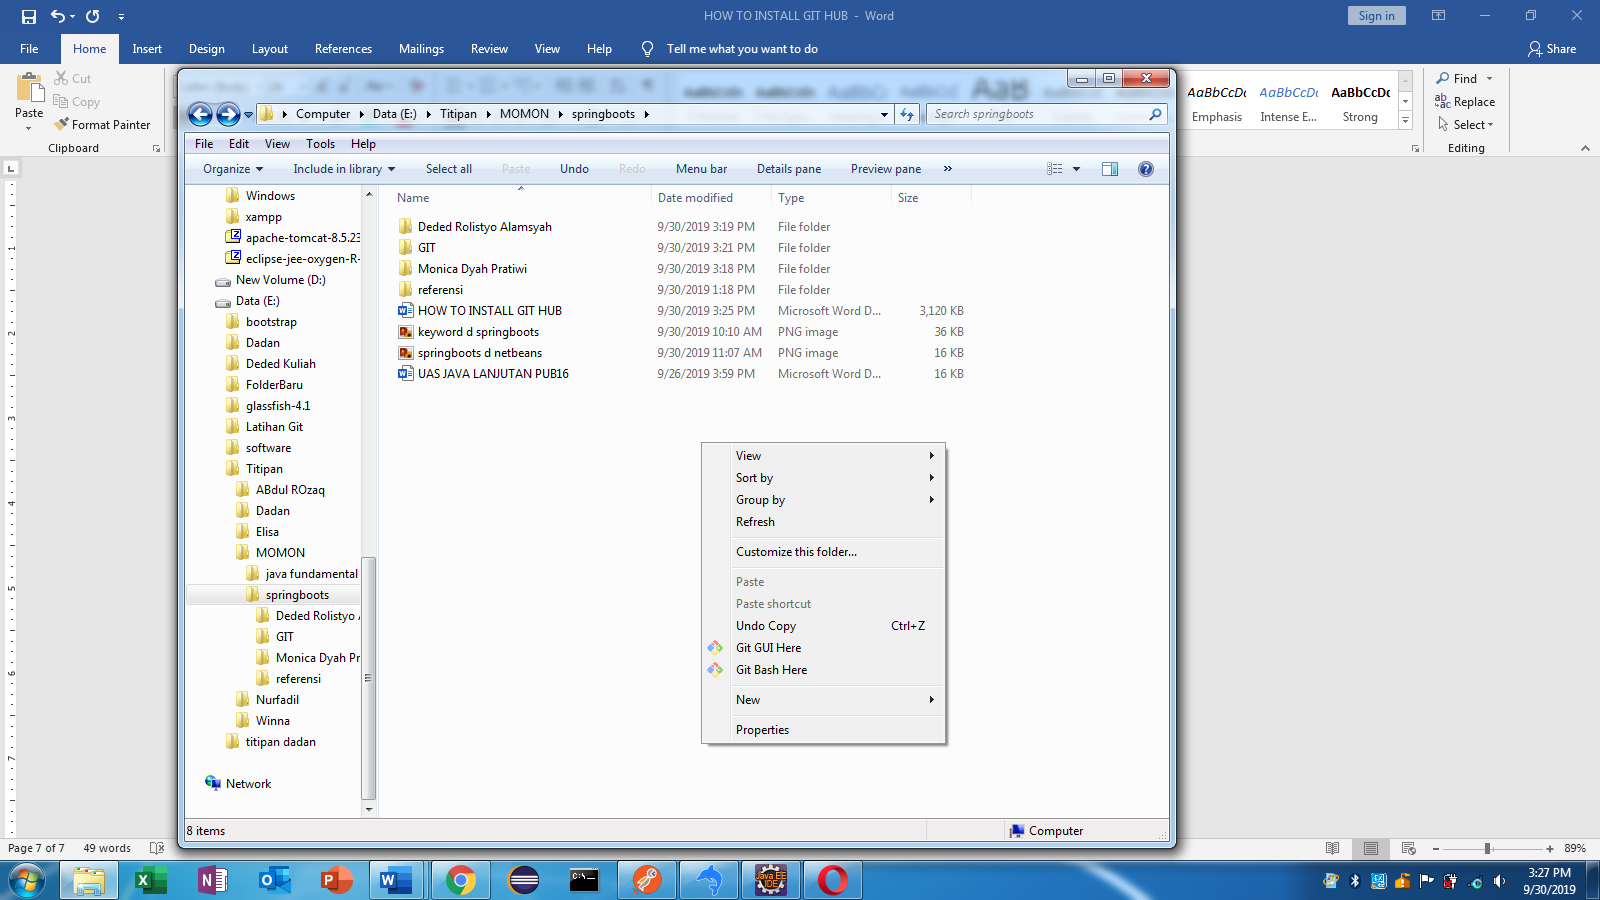 HOW TO INSTALL GIT HUB - Word
Sign in
File Home Insert Design Layout References Mailings Review View Help Tell me what you want to do Share
Paste
Cut
Copy
Format Painter
Clipboard
AaBbCcDc AaBbCcDc AaBbCcDc
Emphasis Intense E... Strong
Find
Replace
Select
Editing
Computer Data (E:) Titipan MOMON springboots
Search springboots
File Edit View Tools Help
Organize Include in library Select all Paste Undo Redo Menu bar Details pane Preview pane »
Windows
xampp
apache-tomcat-8.5.23
eclipse-jee-oxygen-R-
New Volume (D:)
Data (E:)
bootstrap
Dadan
Deded Kuliah
FolderBaru
glassfish-4.1
Latihan Git
software
Titipan
ABdul ROzaq
Dadan
Elisa
MOMON
java fundamental
springboots
Deded Rolistyo A
GIT
Monica Dyah Pr
referensi
Nurfadil
Winna
titipan dadan
Network
Name Date modified Type Size
Deded Rolistyo Alamsyah 9/30/2019 3:19 PM File folder
GIT 9/30/2019 3:21 PM File folder
Monica Dyah Pratiwi 9/30/2019 3:18 PM File folder
referensi 9/30/2019 1:18 PM File folder
HOW TO INSTALL GIT HUB 9/30/2019 3:25 PM Microsoft Word D... 3,120 KB
keyword d springboots 9/30/2019 10:10 AM PNG image 36 KB
springboots d netbeans 9/30/2019 11:07 AM PNG image 16 KB
UAS JAVA LANJUTAN PUB16 9/26/2019 3:59 PM Microsoft Word D... 16 KB
View
Sort by
Group by
Refresh
Customize this folder...
Paste
Paste shortcut
Undo Copy Ctrl+Z
Git GUI Here
Git Bash Here
New
Properties
8 items
Computer
Page 7 of 7 49 words
89%
Java EE
IDE
3:27 PM
9/30/2019